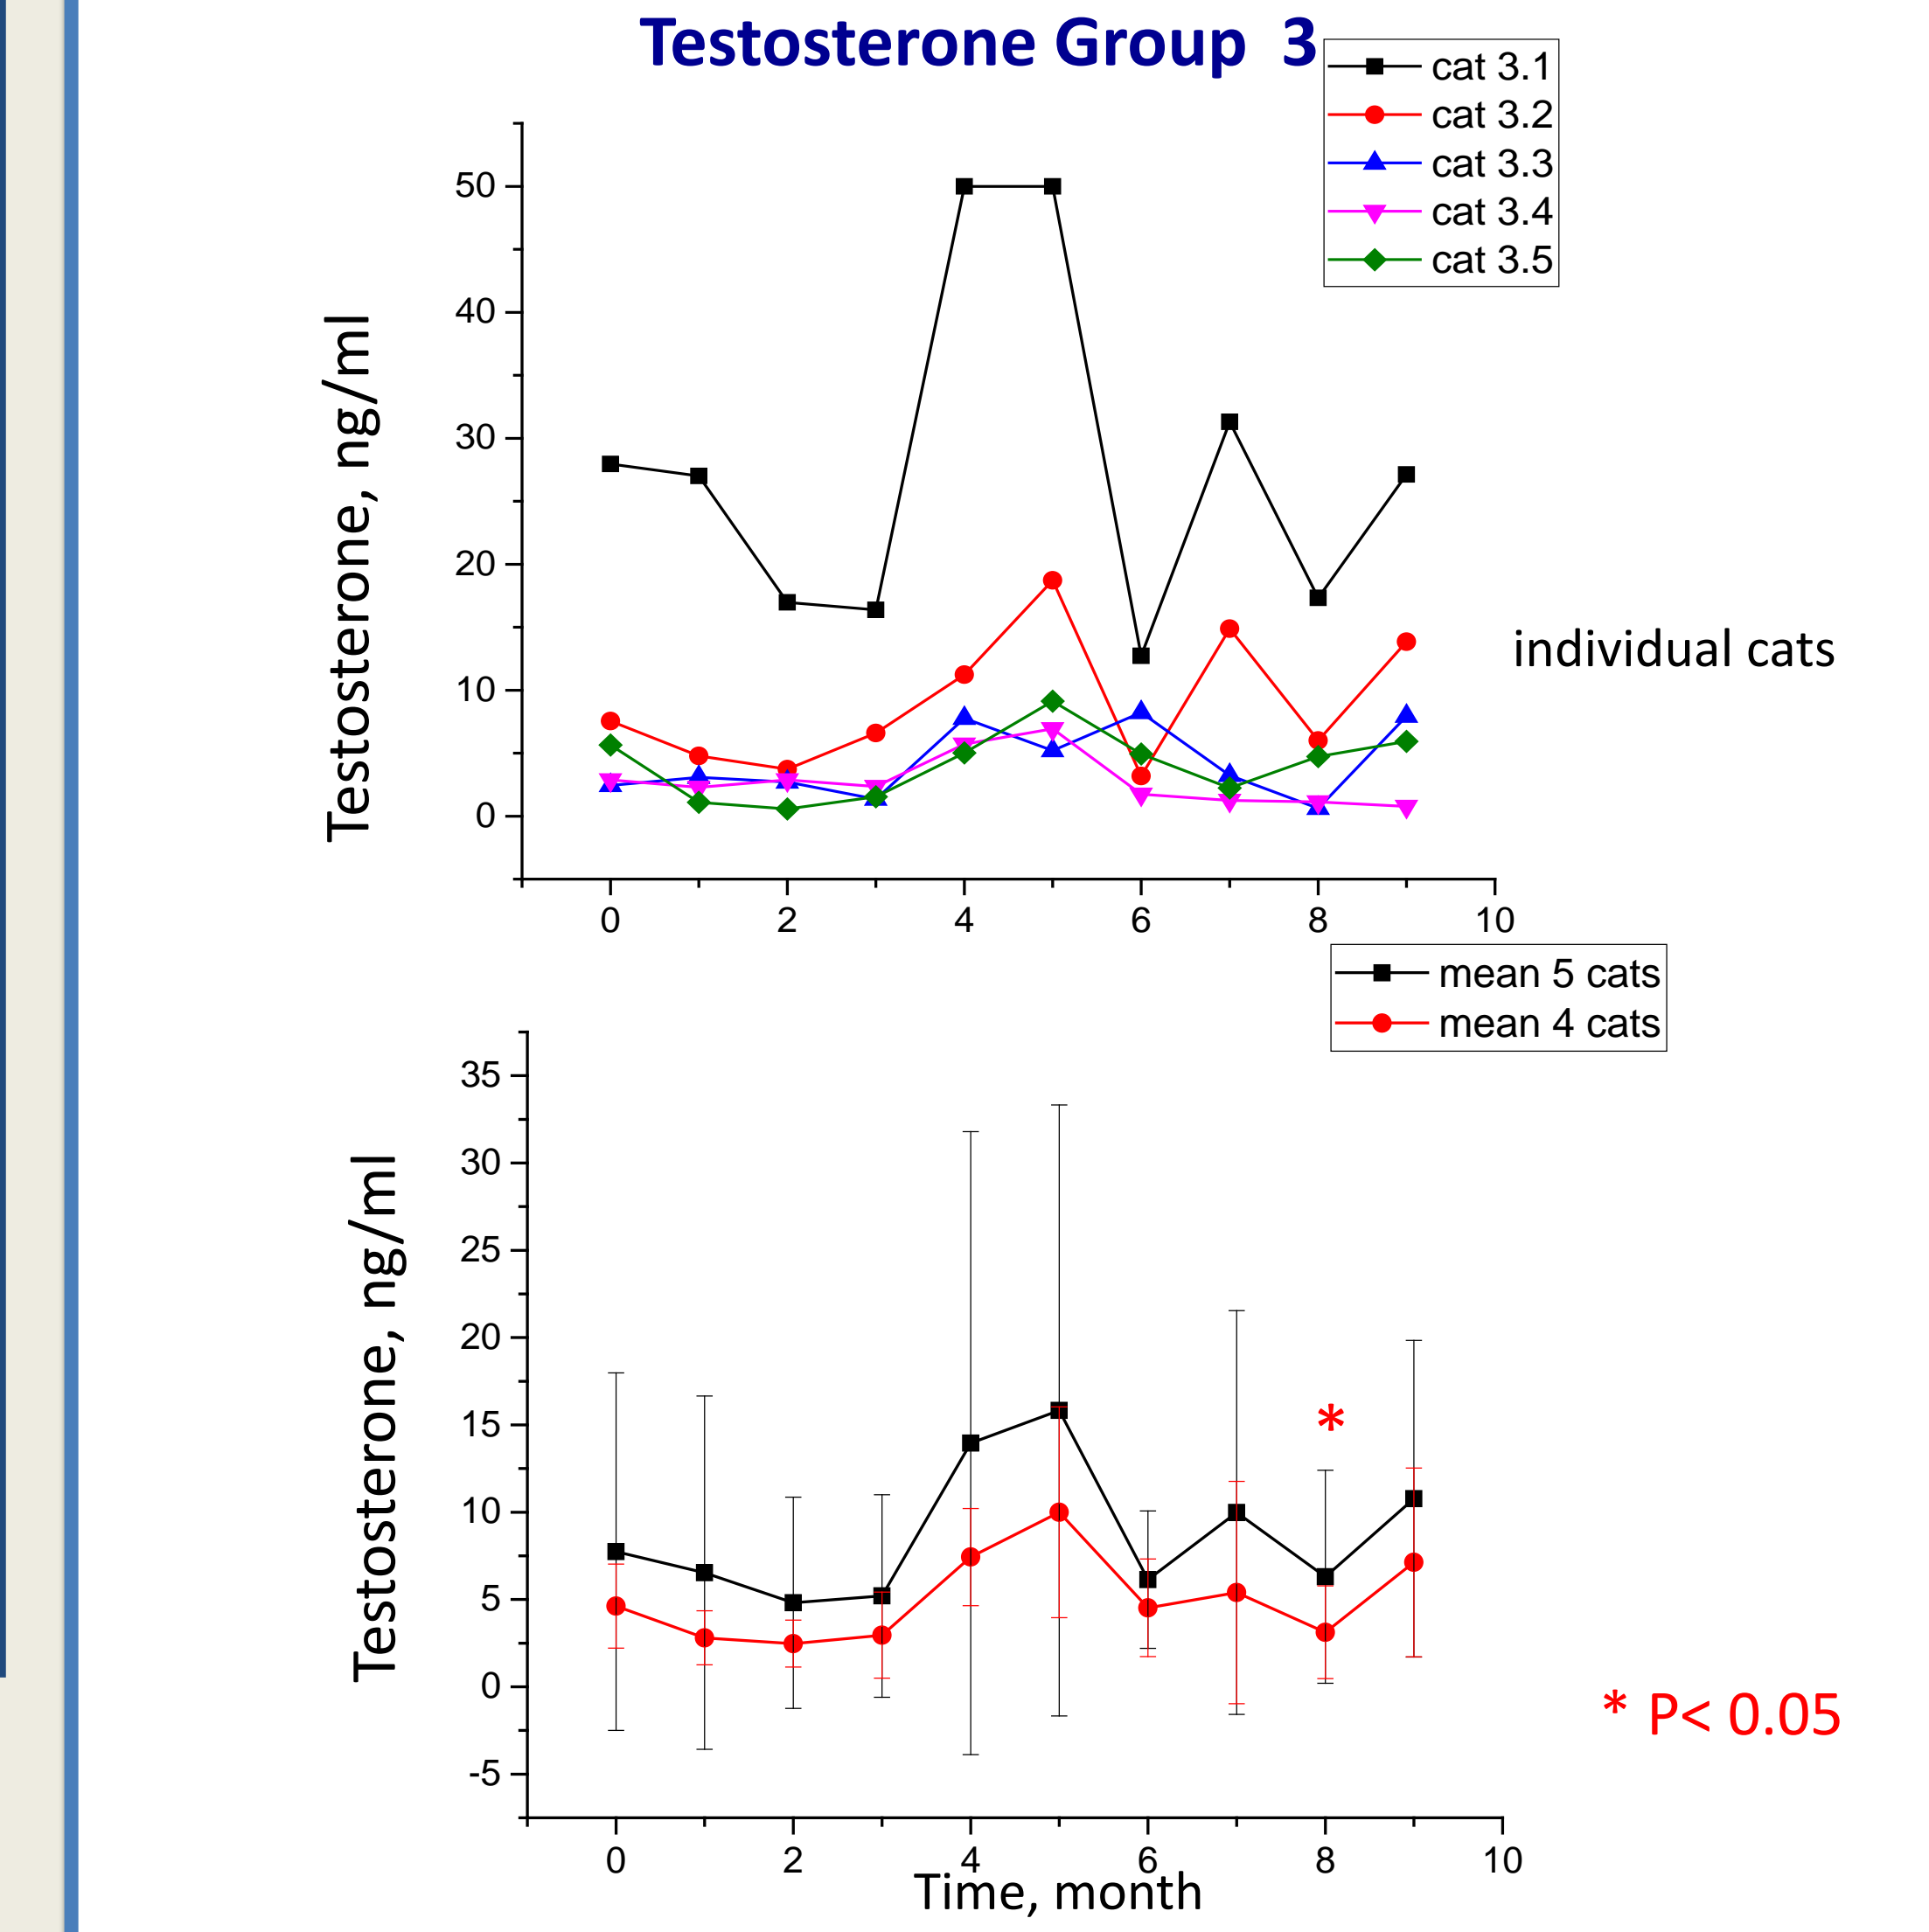 Testosterone Group 3
cat 3.1
cat 3.2
cat 3.3
cat 3.4
cat 3.5
Testosterone, ng/ml
50
40
30
20
10
0
individual cats
0 2 4 6 8 10
mean 5 cats
mean 4 cats
Testosterone, ng/ml
35
30
25
20
15
10
5
0
-5
*
* P< 0.05
0 2 4 6 8 10
Time, month